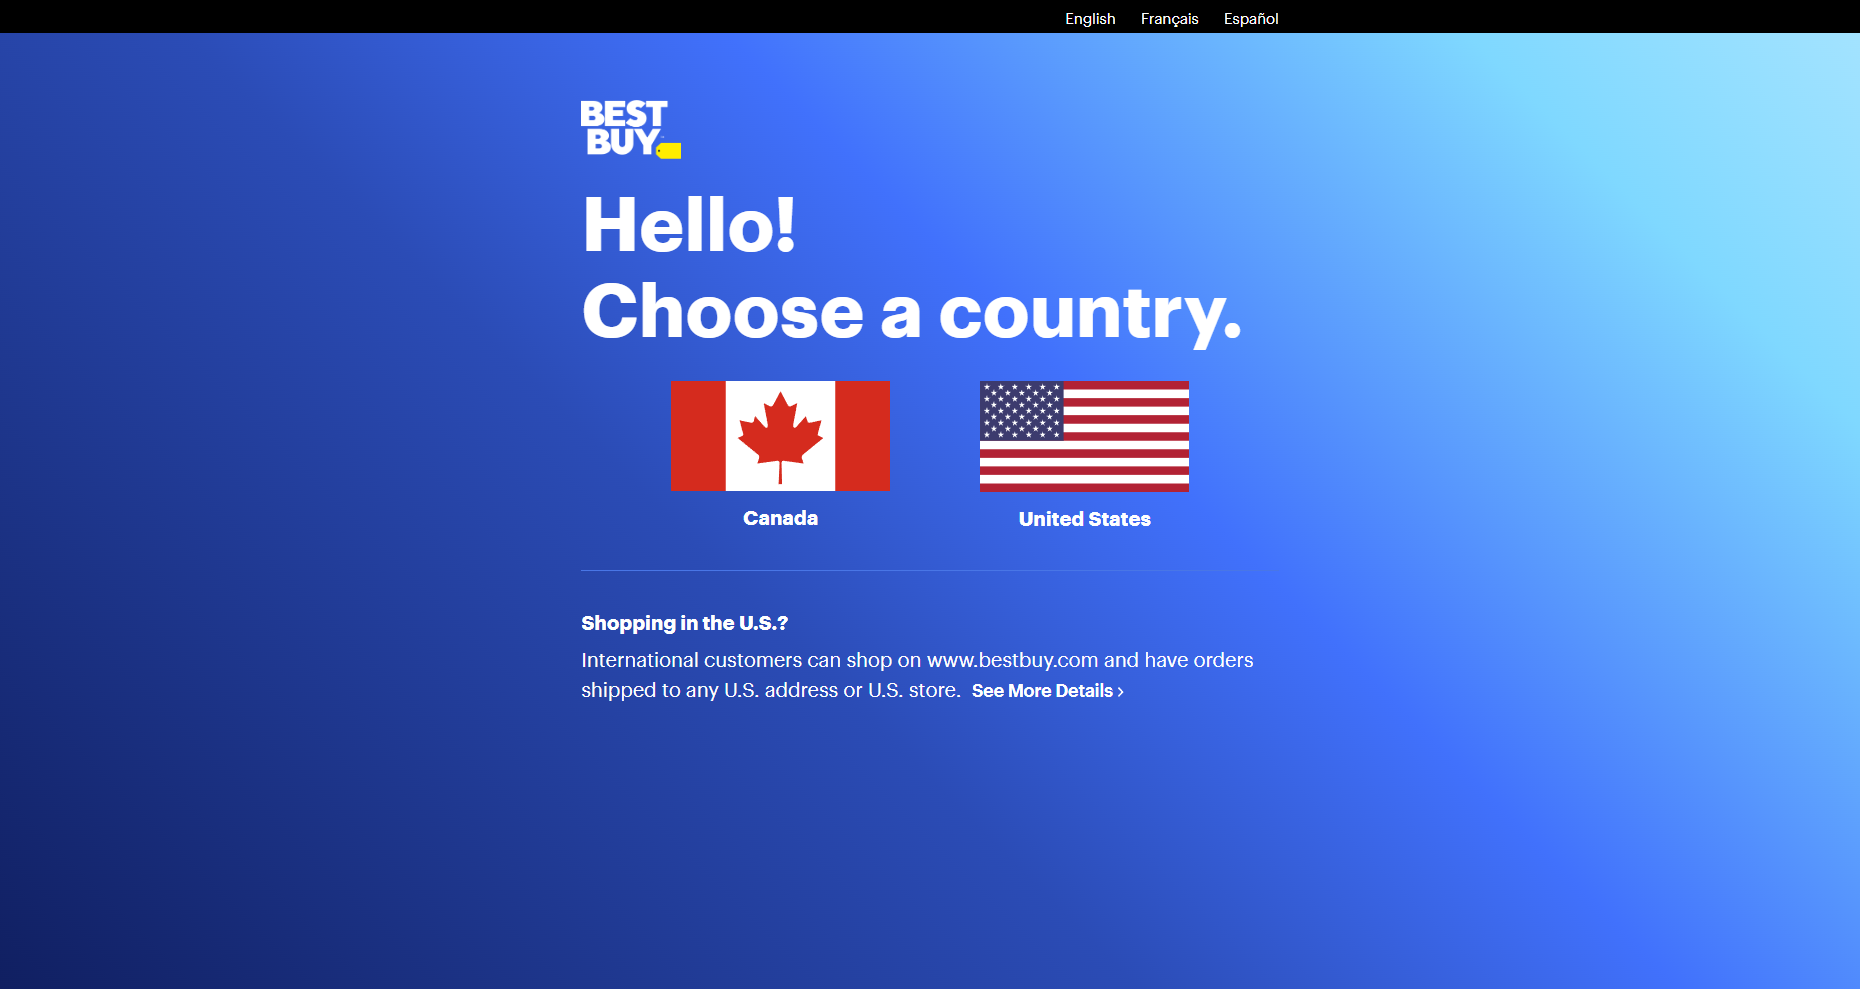 English Français Español
BEST
BUY
Hello!
Choose a country.
Canada United States
Shopping in the U.S.?
International customers can shop on www.bestbuy.com and have orders
shipped to any U.S. address or U.S. store. See More Details ›